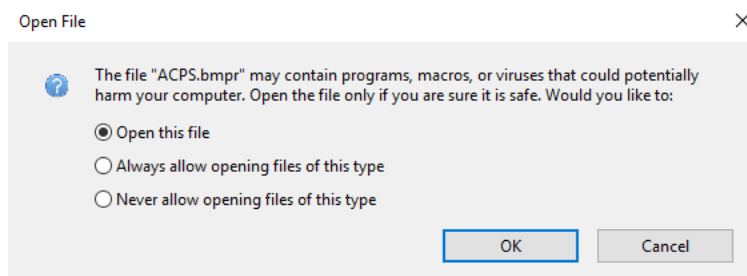 Open File
The file "ACPS.bmpr" may contain programs, macros, or viruses that could potentially
harm your computer. Open the file only if you are sure it is safe. Would you like to:
Open this file
Always allow opening files of this type
Never allow opening files of this type
OK Cancel